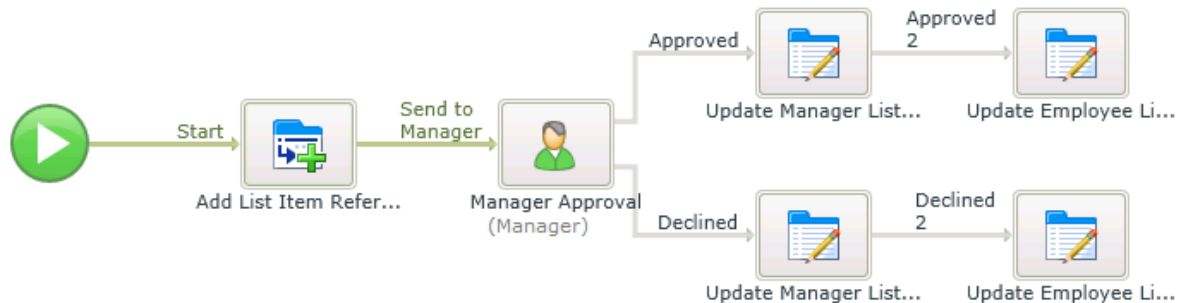 Start
Add List Item Refer...
Send to
Manager
Manager Approval
(Manager)
Approved
Update Manager List...
Approved
2
Update Employee Li...
Declined
Update Manager List...
Declined
2
Update Employee Li...